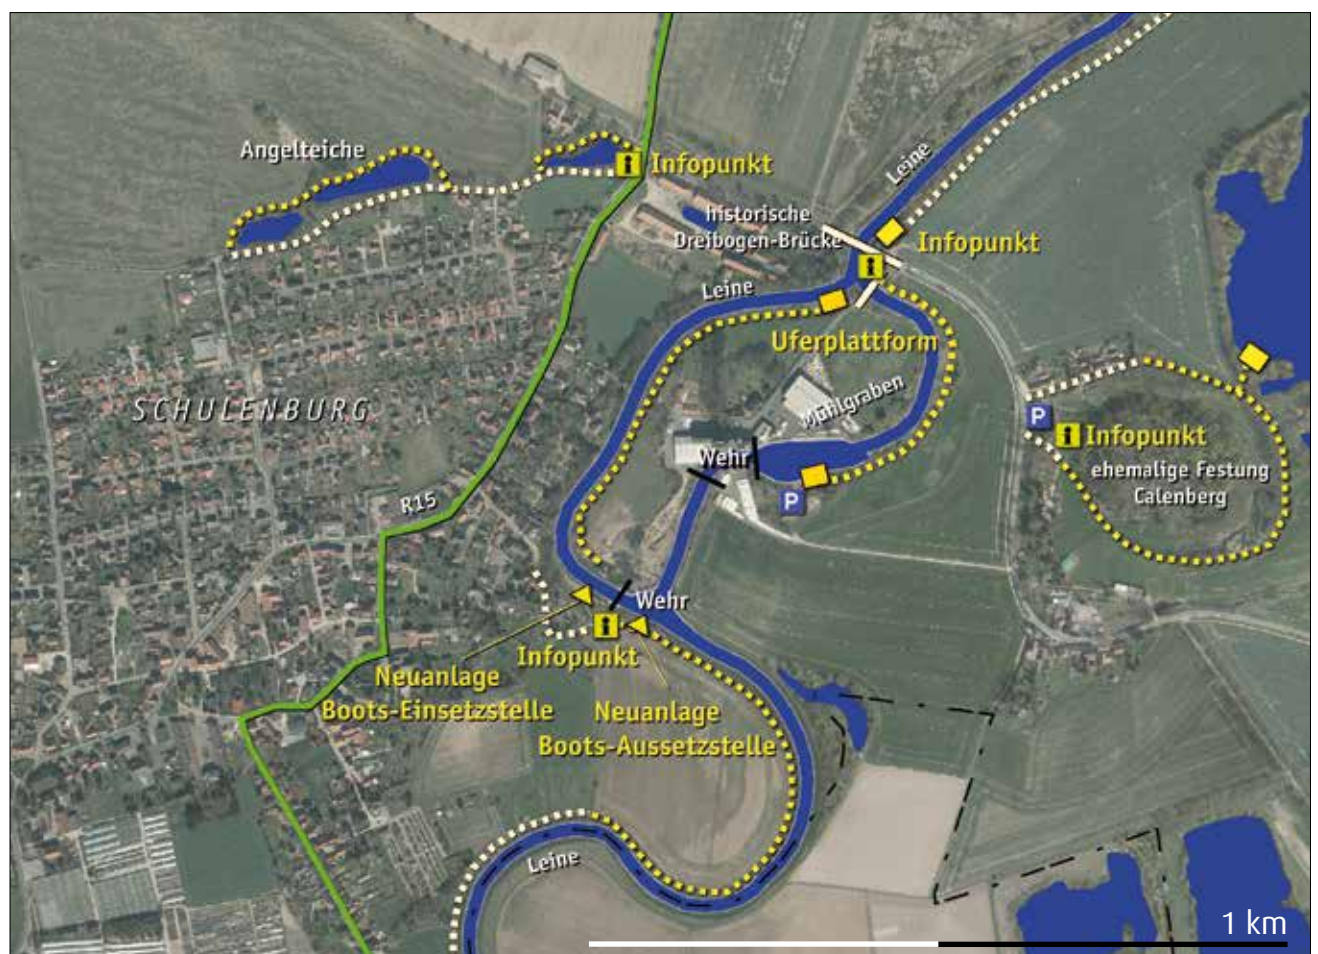 Angelteiche
Infopunkt
Leine
historische
Dreibogen-Brücke
Infopunkt
Leine
Uferplattform
Mühlgraben
SCHULENBURG
P
Infopunkt
ehemalige Festung
Calenberg
Wehr
P
R15
Wehr
Infopunkt
Neuanlage
Boots-Einsetzstelle
Neuanlage
Boots-Aussetzstelle
Leine
1 km